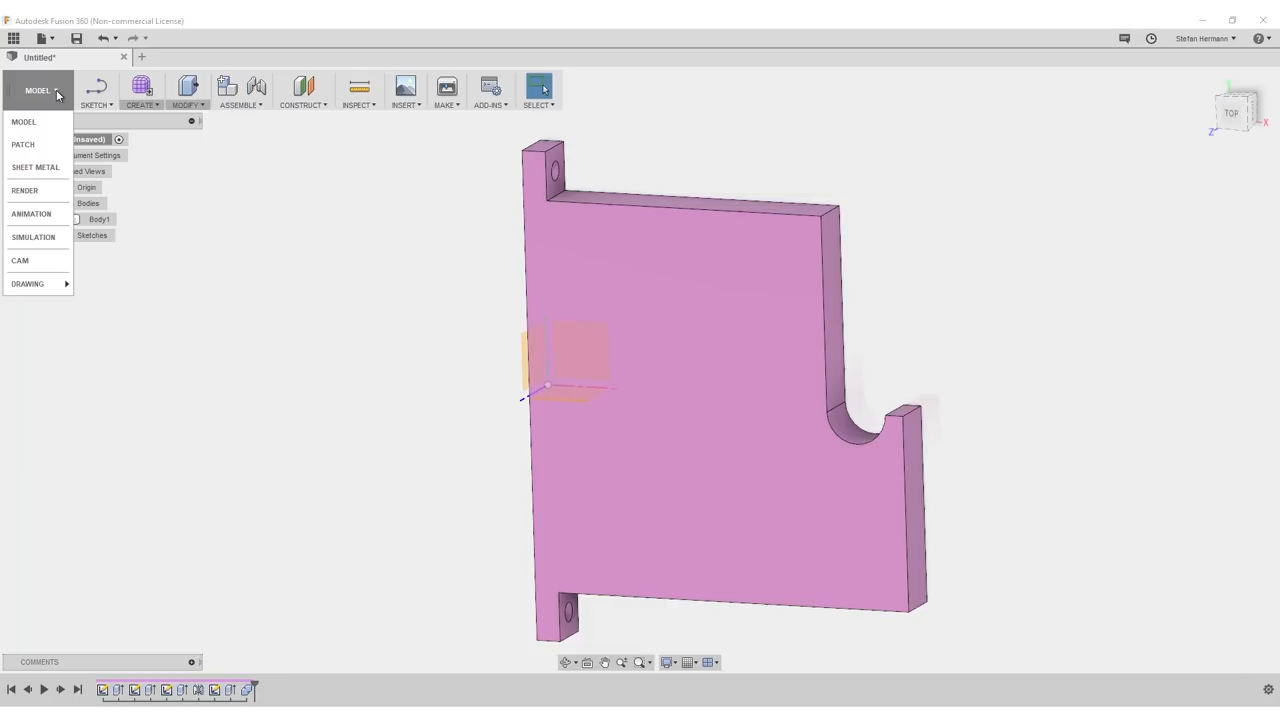 Autodesk Fusion 360 (Non-commercial License)
Stefan Hermann
Untitled*
MODEL
SKETCH
CREATE
MODIFY
ASSEMBLE
CONSTRUCT
INSPECT
INSERT
MAKE
ADD-INS
SELECT
MODEL
PATCH
SHEET METAL
RENDER
ANIMATION
SIMULATION
CAM
DRAWING
nsaved)
ument Settings
ed Views
Origin
Bodies
Body1
Sketches
TOP
X
Z
COMMENTS